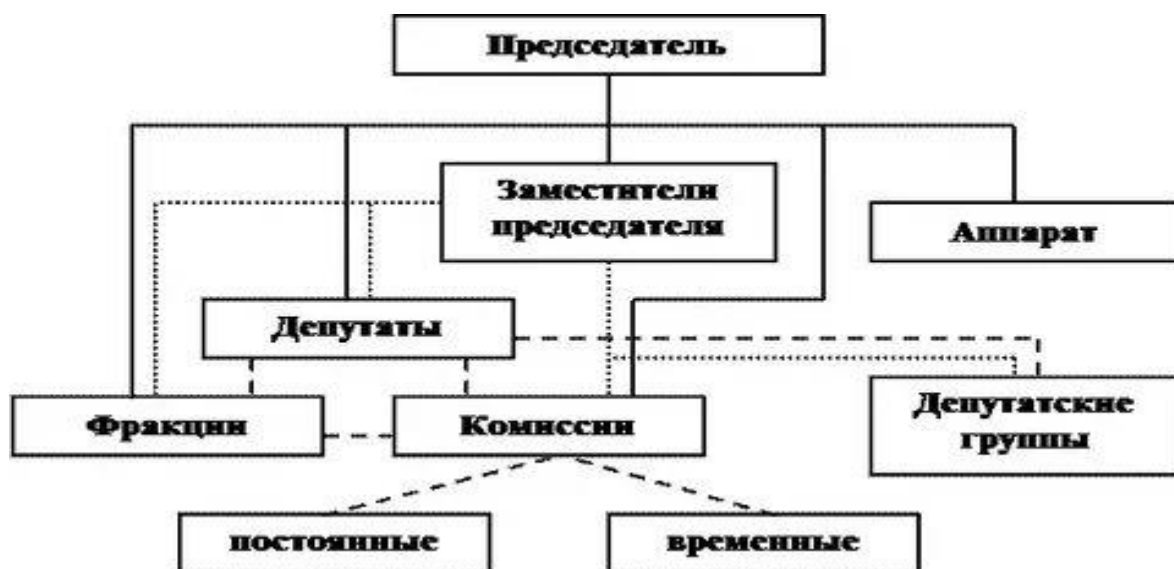 Председатель
Заместители
председателя
Аппарат
Депутаты
Депутатские
группы
Фракции
Комиссии
постоянные
временные